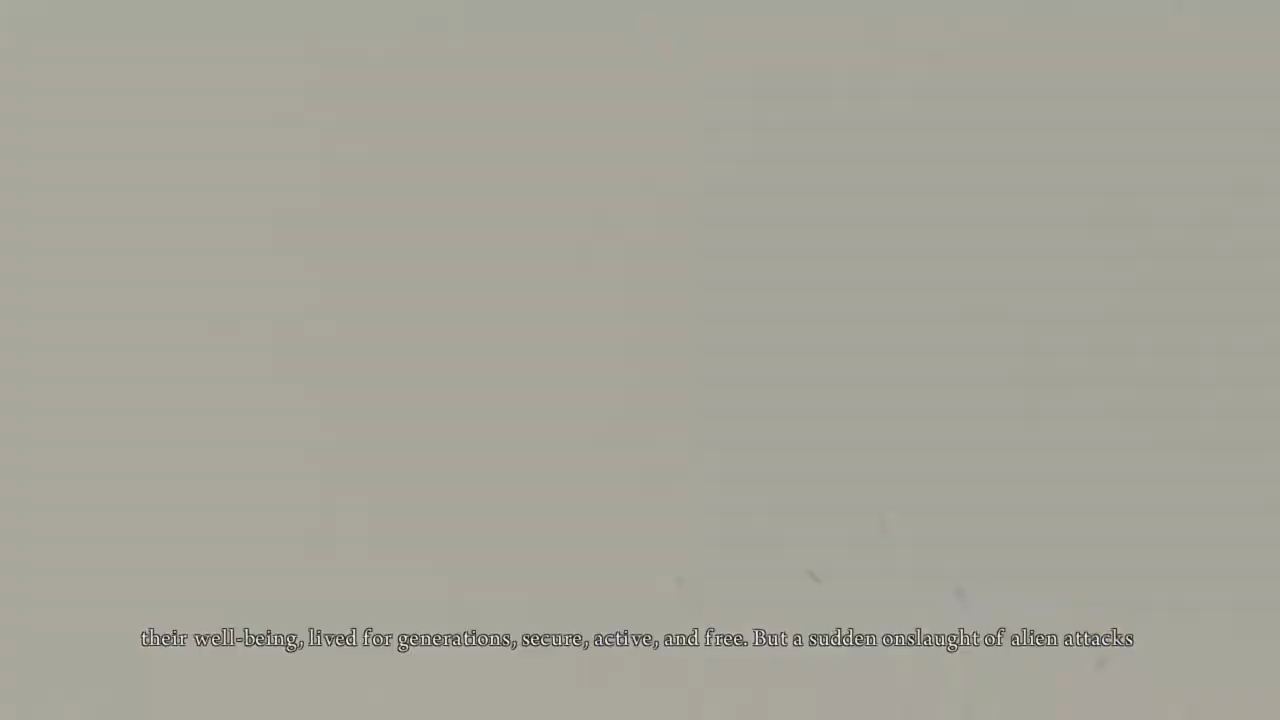 their well-being, lived for generations, secure, active, and free. But a sudden onslaught of alien attacks